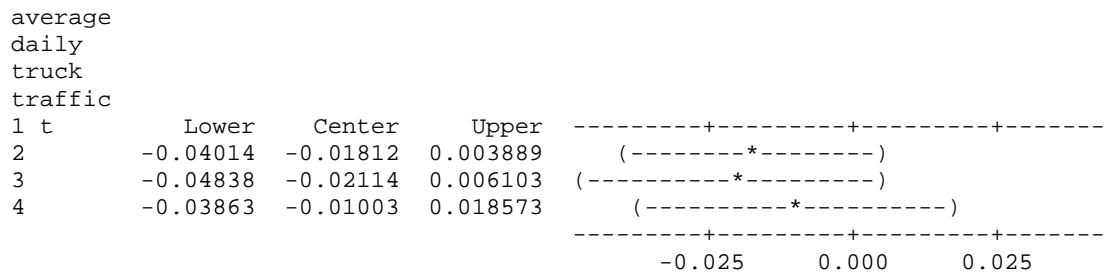 average
daily
truck
traffic
1 t          Lower    Center     Upper  ---------+---------+---------+-------
2         -0.04014  -0.01812  0.003889    (--------*--------)
3         -0.04838  -0.02114  0.006103  (----------*---------)
4         -0.03863  -0.01003  0.018573     (----------*----------)
                                        ---------+---------+---------+-------
                                              -0.025     0.000     0.025